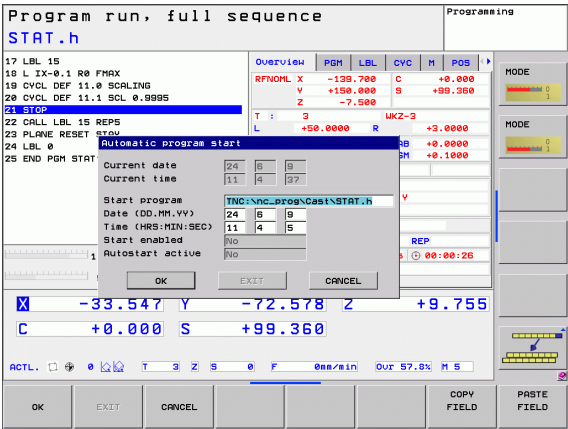 Program run, full sequence
Programming
STAT.h
17 LBL 15
18 L IX-0.1 R0 FMAX
19 CYCL DEF 11.0 SCALING
20 CYCL DEF 11.1 SCL 0.9995
21 STOP
22 CALL LBL 15 REP5
23 PLANE RESET STAY
24 LBL 0
25 END PGM STAT
Overview PGM LBL CYC M POS
RFNOML X -139.700 C +0.000
Y +150.000 S +99.360
Z -7.500
T : 3 WKZ-3
L +50.0000 R +3.0000
+0.0000
+0.1000
Y
REP
00:00:26
Automatic program start
Current date 24 6 9
Current time 11 4 37
Start program TNC:\nc_prog\Cast\STAT.h
Date (DD.MM.YY) 24 6 9
Time (HRS:MIN:SEC) 11 4 5
Start enabled No
Autostart active No
OK EXIT CANCEL
X -33.547 Y -72.578 Z +9.755
C +0.000 S +99.360
ACTL. 0 T 3 Z S 0 F 0mm/min Ovr 57.8% M 5
MODE
0
1
MODE
0
1
OK EXIT CANCEL COPY FIELD PASTE FIELD